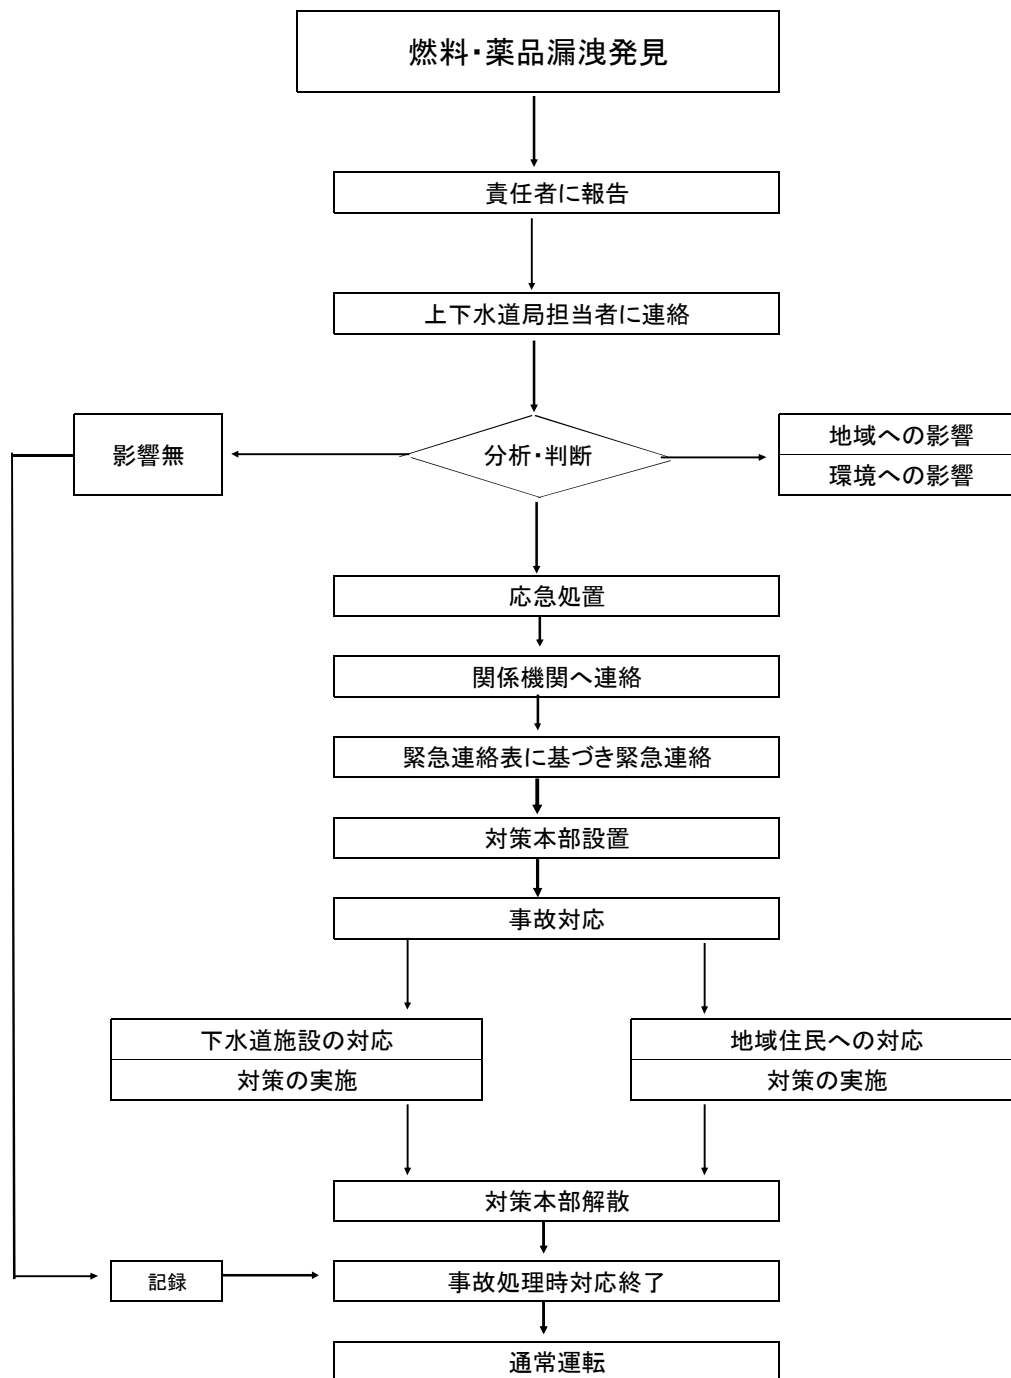 燃料・薬品漏洩発見
責任者に報告
上下水道局担当者に連絡
影響無
分析・判断
地域への影響
環境への影響
応急処置
関係機関へ連絡
緊急連絡表に基づき緊急連絡
対策本部設置
事故対応
下水道施設の対応
対策の実施
地域住民への対応
対策の実施
対策本部解散
記録
事故処理時対応終了
通常運転